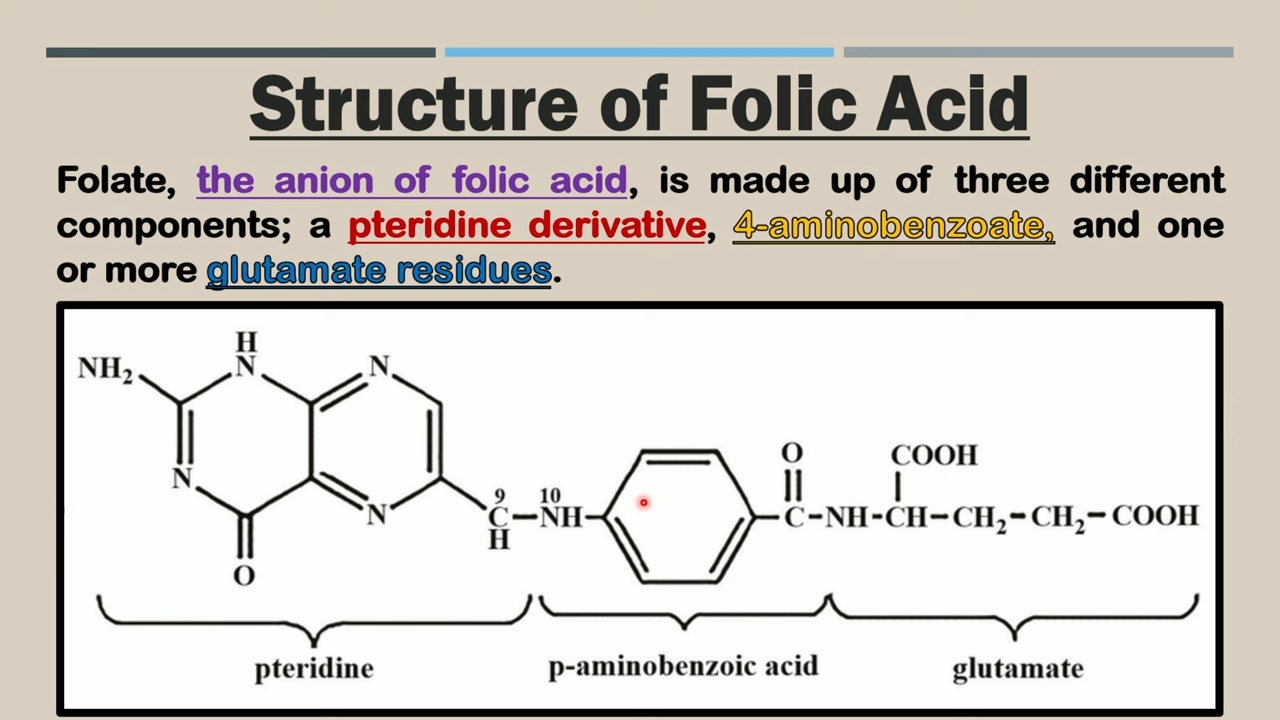 Structure of Folic Acid
Folate, the anion of folic acid, is made up of three different
components; a pteridine derivative, 4-aminobenzoate, and one
or more glutamate residues.
H
NH₂ N N
O COOH
N N 9 10
C–NH C–NH–CH–CH₂–CH₂–COOH
H
O
pteridine p-aminobenzoic acid glutamate